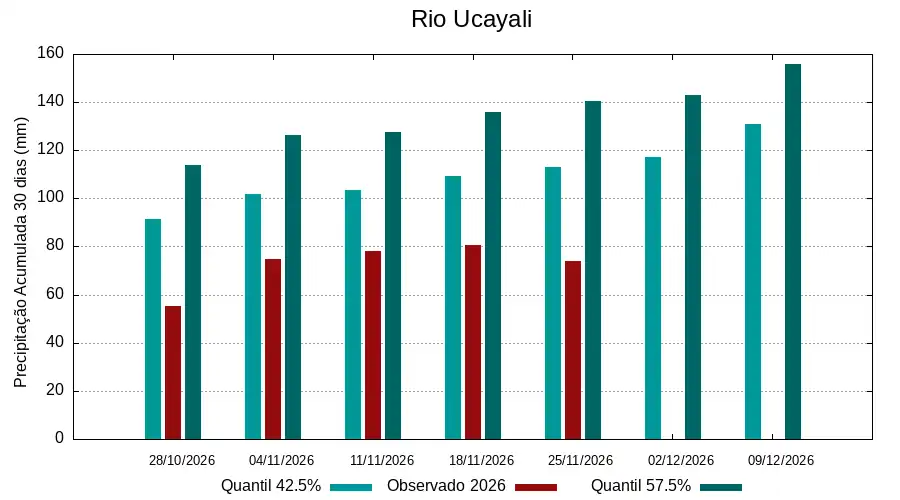 Rio Ucayali
Precipitação Acumulada 30 dias (mm)
160
140
120
100
80
60
40
20
0
28/10/2026 04/11/2026 11/11/2026 18/11/2026 25/11/2026 02/12/2026 09/12/2026
Quantil 42.5% Observado 2026 Quantil 57.5%